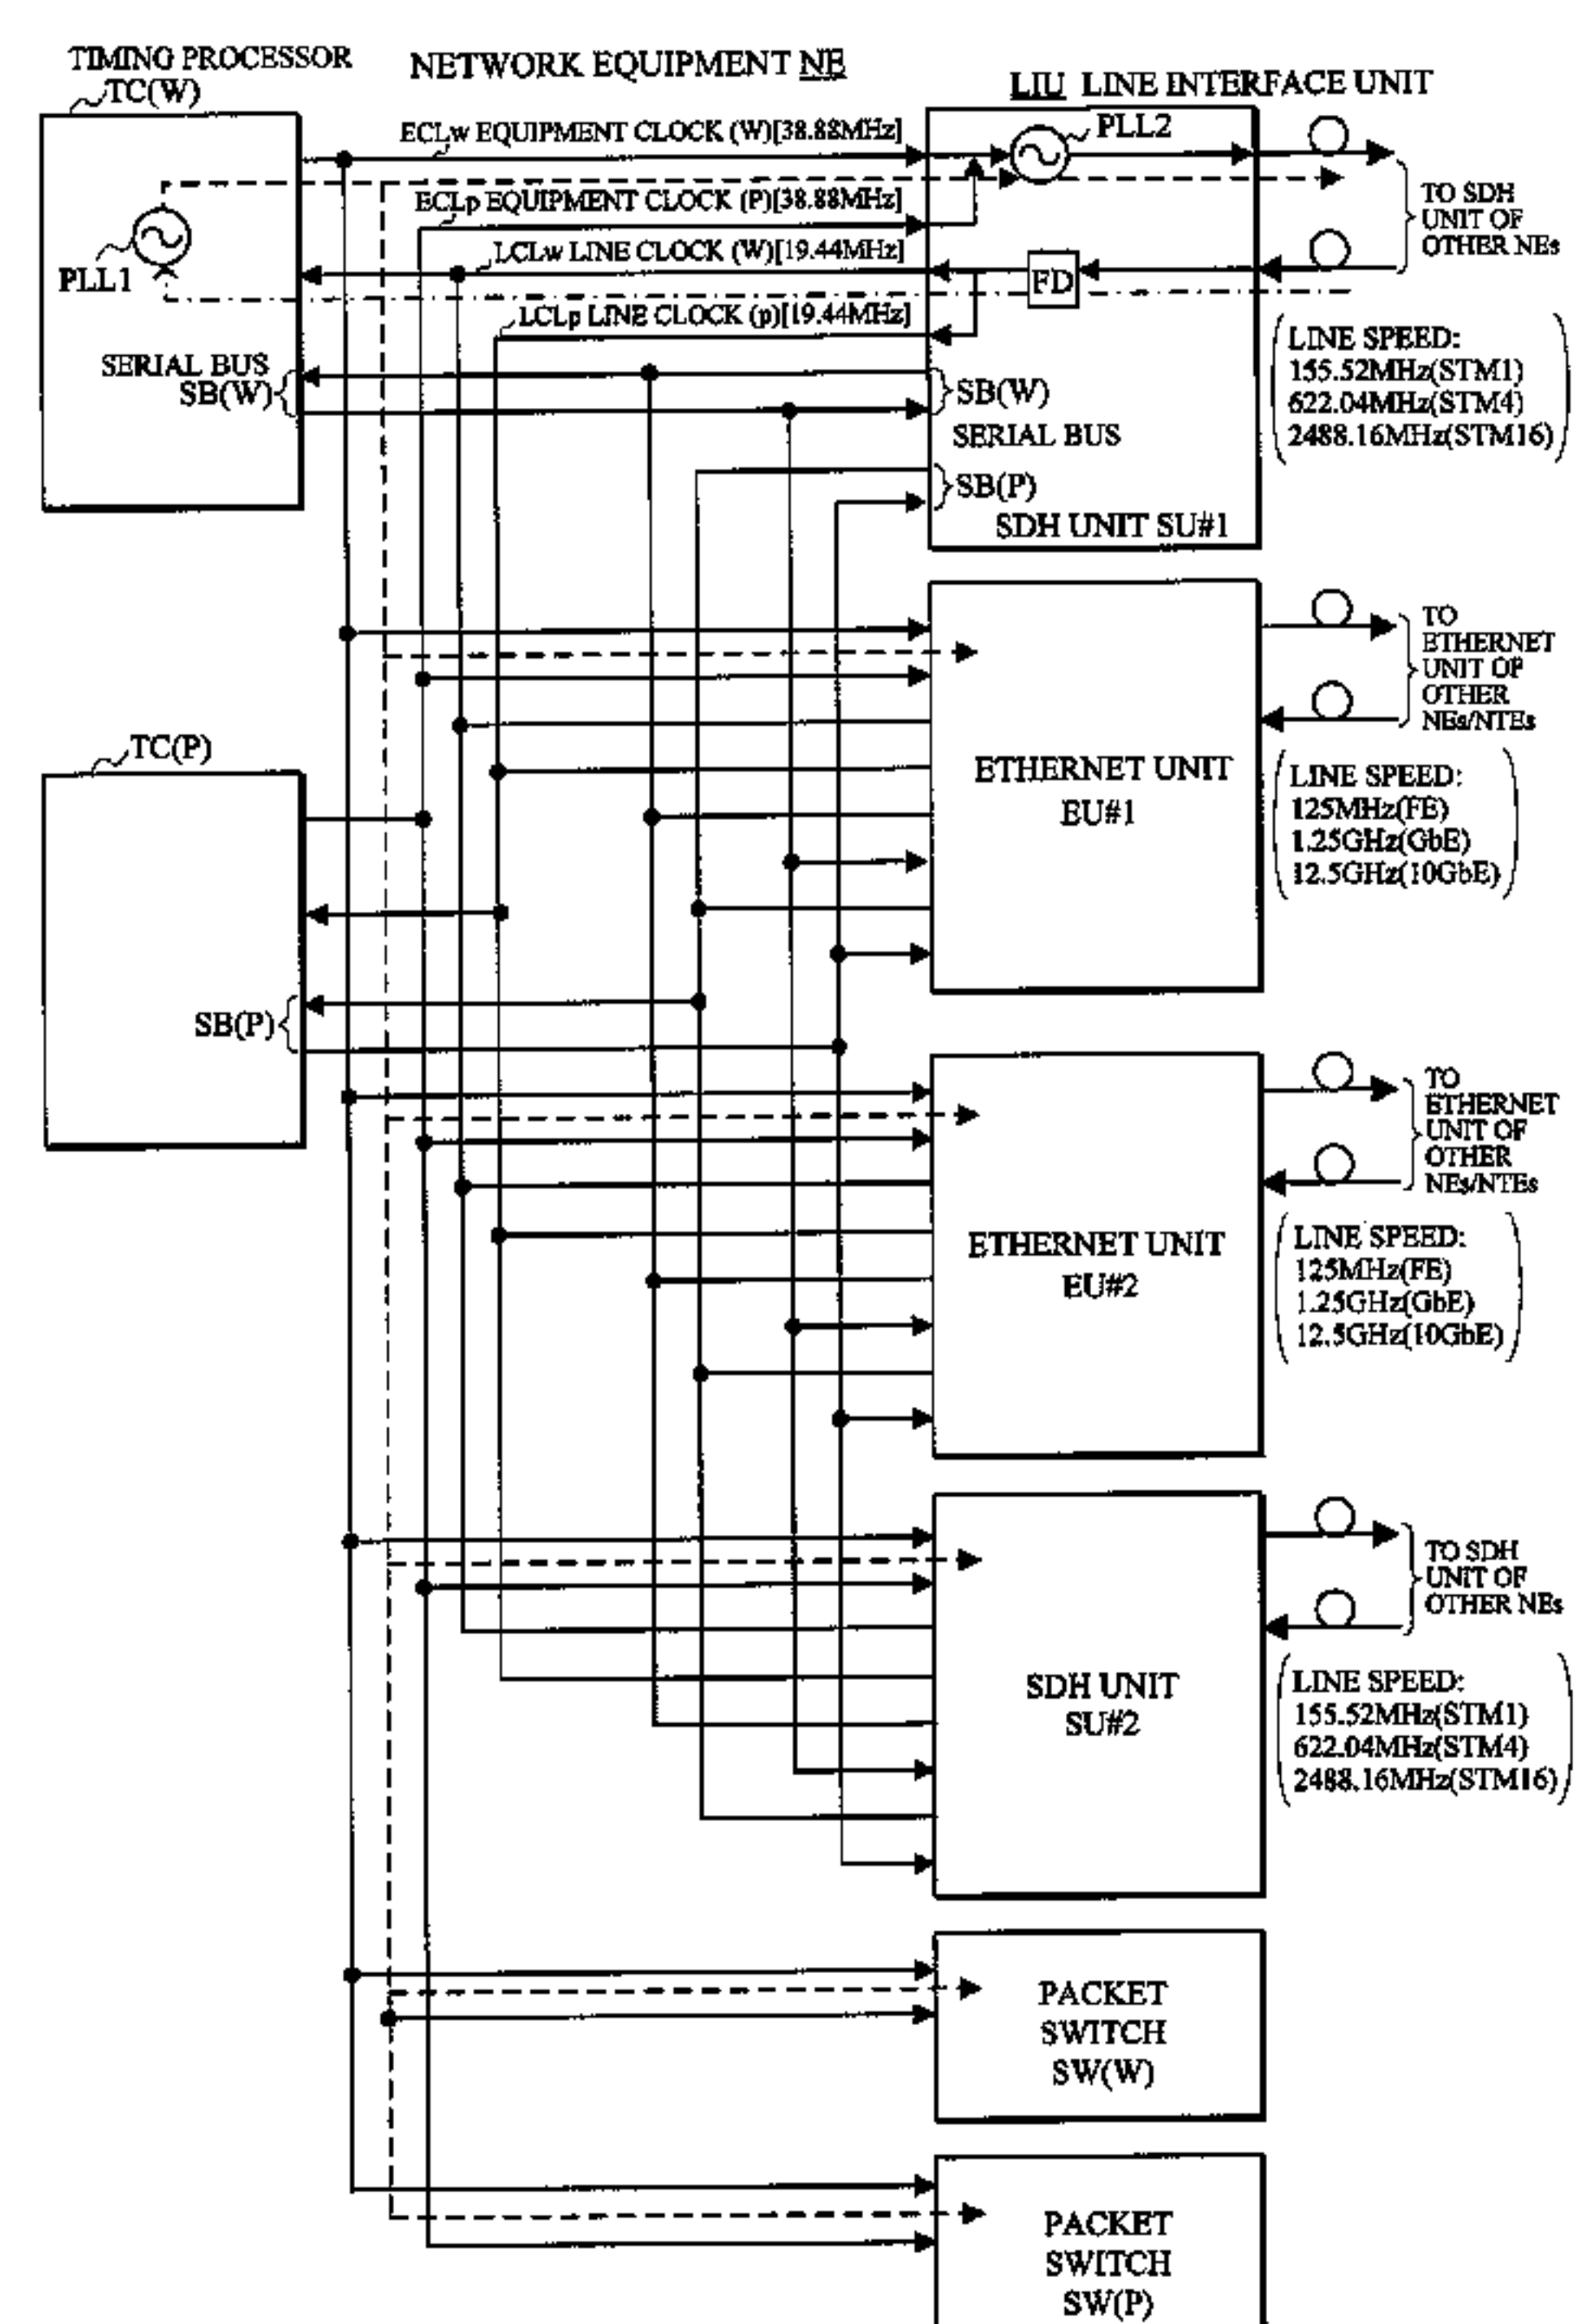 TIMING PROCESSOR
TC(W)
NETWORK EQUIPMENT NE
LIU LINE INTERFACE UNIT
ECLw EQUIPMENT CLOCK (W)[38.88MHz]
PLL2
ECLp EQUIPMENT CLOCK (P)[38.88MHz]
TO SDH
UNIT OF
OTHER NEs
LCLw LINE CLOCK (W)[19.44MHz]
PLL1
FD
LCLp LINE CLOCK (p)[19.44MHz]
LINE SPEED:
155.52MHz(STM1)
622.04MHz(STM4)
2488.16MHz(STM16)
SERIAL BUS
SB(W)
SB(W)
SERIAL BUS
SB(P)
SDH UNIT SU#1
TO
ETHERNET
UNIT OF
OTHER
NEs/NTEs
TC(P)
ETHERNET UNIT
EU#1
LINE SPEED:
125MHz(FE)
1.25GHz(GbE)
12.5GHz(10GbE)
SB(P)
TO
ETHERNET
UNIT OF
OTHER
NEs/NTEs
ETHERNET UNIT
EU#2
LINE SPEED:
125MHz(FE)
1.25GHz(GbE)
12.5GHz(10GbE)
TO SDH
UNIT OF
OTHER NEs
SDH UNIT
SU#2
LINE SPEED:
155.52MHz(STM1)
622.04MHz(STM4)
2488.16MHz(STM16)
PACKET
SWITCH
SW(W)
PACKET
SWITCH
SW(P)